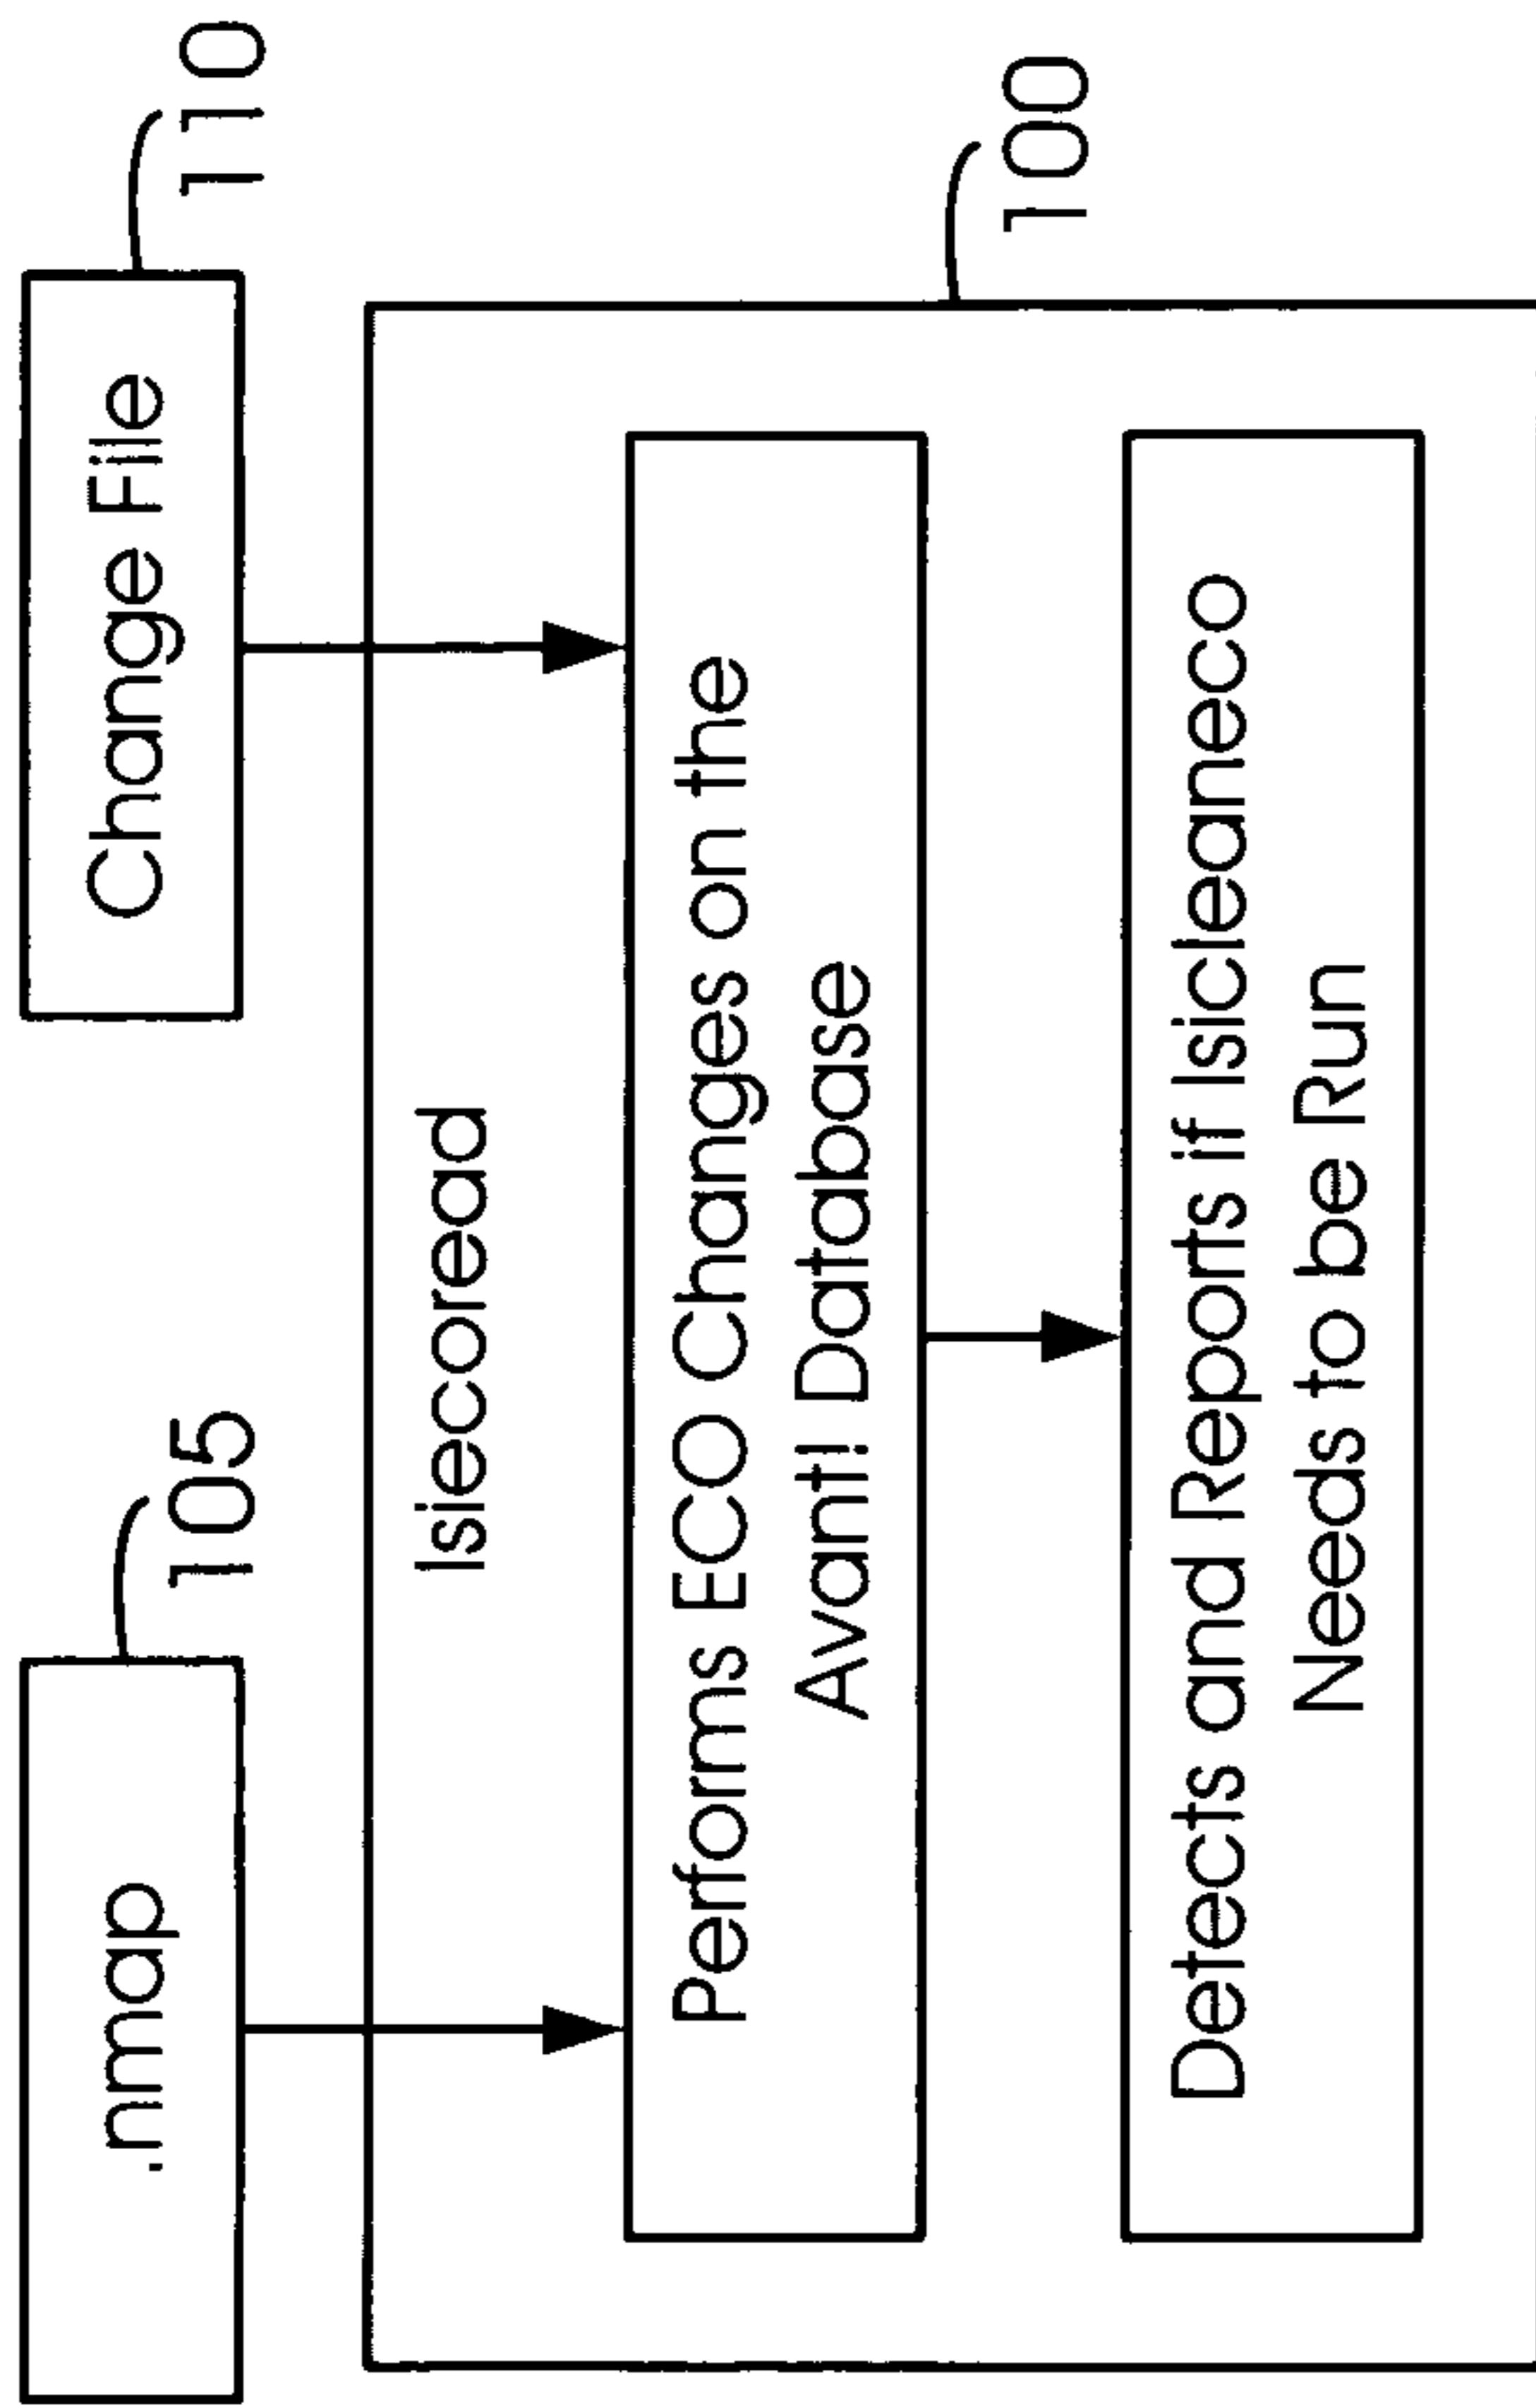 .nmap
105
Change File
110
lsiecoread
100
Performs ECO Changes on the
Avant! Database
Detects and Reports if lsicleaneco
Needs to be Run